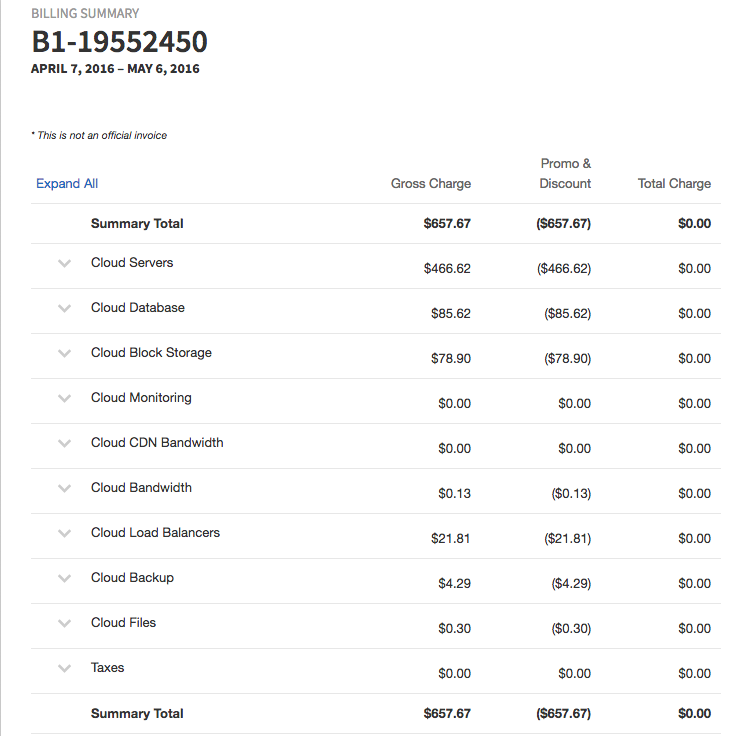 BILLING SUMMARY
B1-19552450
APRIL 7, 2016 – MAY 6, 2016
* This is not an official invoice
Promo &
Expand All Gross Charge Discount Total Charge
Summary Total $657.67 ($657.67) $0.00
Cloud Servers $466.62 ($466.62) $0.00
Cloud Database $85.62 ($85.62) $0.00
Cloud Block Storage $78.90 ($78.90) $0.00
Cloud Monitoring $0.00 $0.00 $0.00
Cloud CDN Bandwidth $0.00 $0.00 $0.00
Cloud Bandwidth $0.13 ($0.13) $0.00
Cloud Load Balancers $21.81 ($21.81) $0.00
Cloud Backup $4.29 ($4.29) $0.00
Cloud Files $0.30 ($0.30) $0.00
Taxes $0.00 $0.00 $0.00
Summary Total $657.67 ($657.67) $0.00